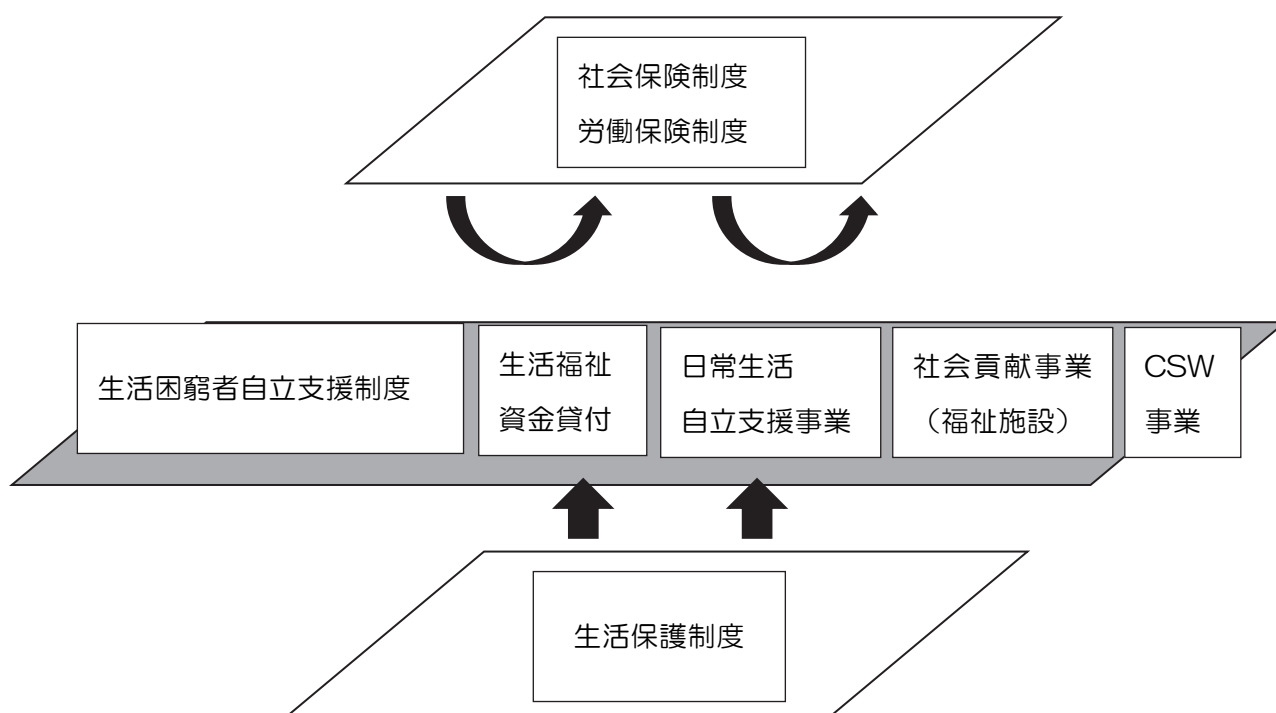 社会保険制度
労働保険制度
生活困窮者自立支援制度
生活福祉
資金貸付
日常生活
自立支援事業
社会貢献事業
（福祉施設）
CSW
事業
生活保護制度